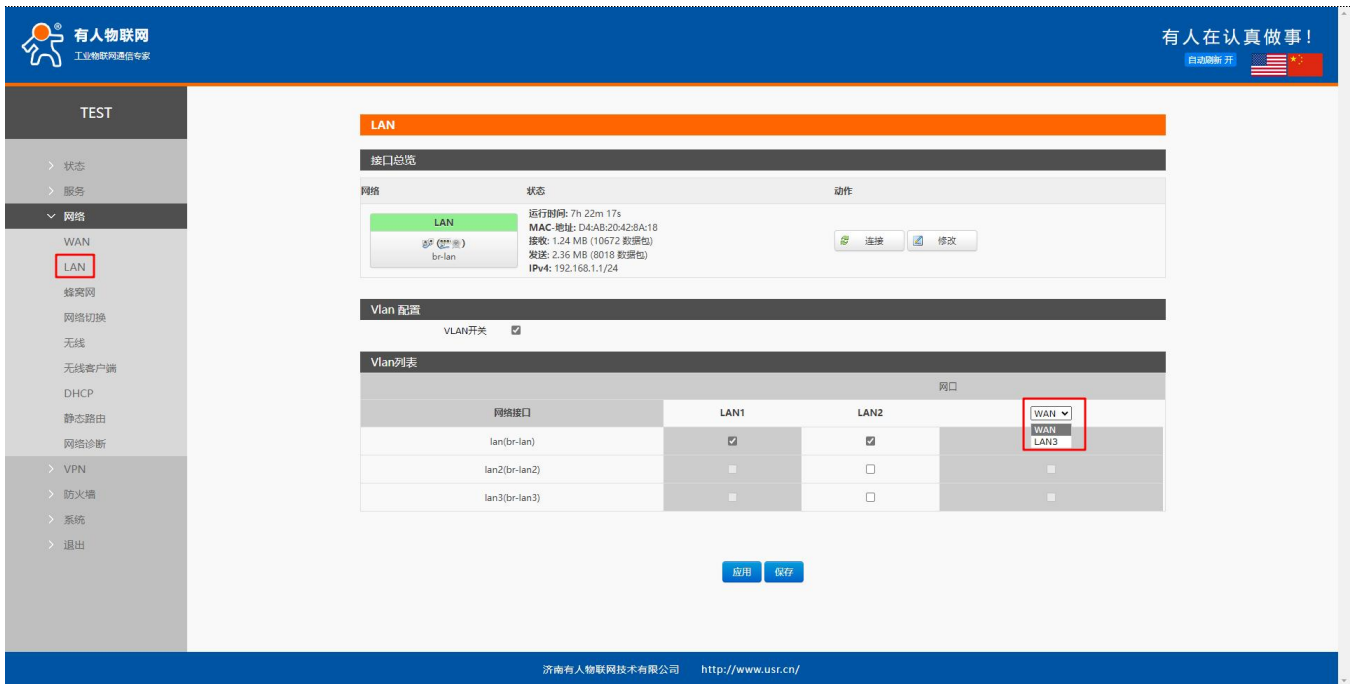 有人物联网
工业物联网通信专家
有人在认真做事！
自动刷新 开
TEST
状态
服务
网络
WAN
LAN
蜂窝网
网络切换
无线
无线客户端
DHCP
静态路由
网络诊断
VPN
防火墙
系统
退出
LAN
接口总览
网络 状态 动作
LAN
br-lan
运行时间: 7h 22m 17s
MAC-地址: D4:AB:20:42:8A:18
接收: 1.24 MB (10672 数据包)
发送: 2.36 MB (8018 数据包)
IPv4: 192.168.1.1/24
连接 修改
Vlan 配置
VLAN开关
Vlan列表
网口
网络接口 LAN1 LAN2 WAN
WAN
LAN3
lan(br-lan)
lan2(br-lan2)
lan3(br-lan3)
应用 保存
济南有人物联网技术有限公司 http://www.usr.cn/